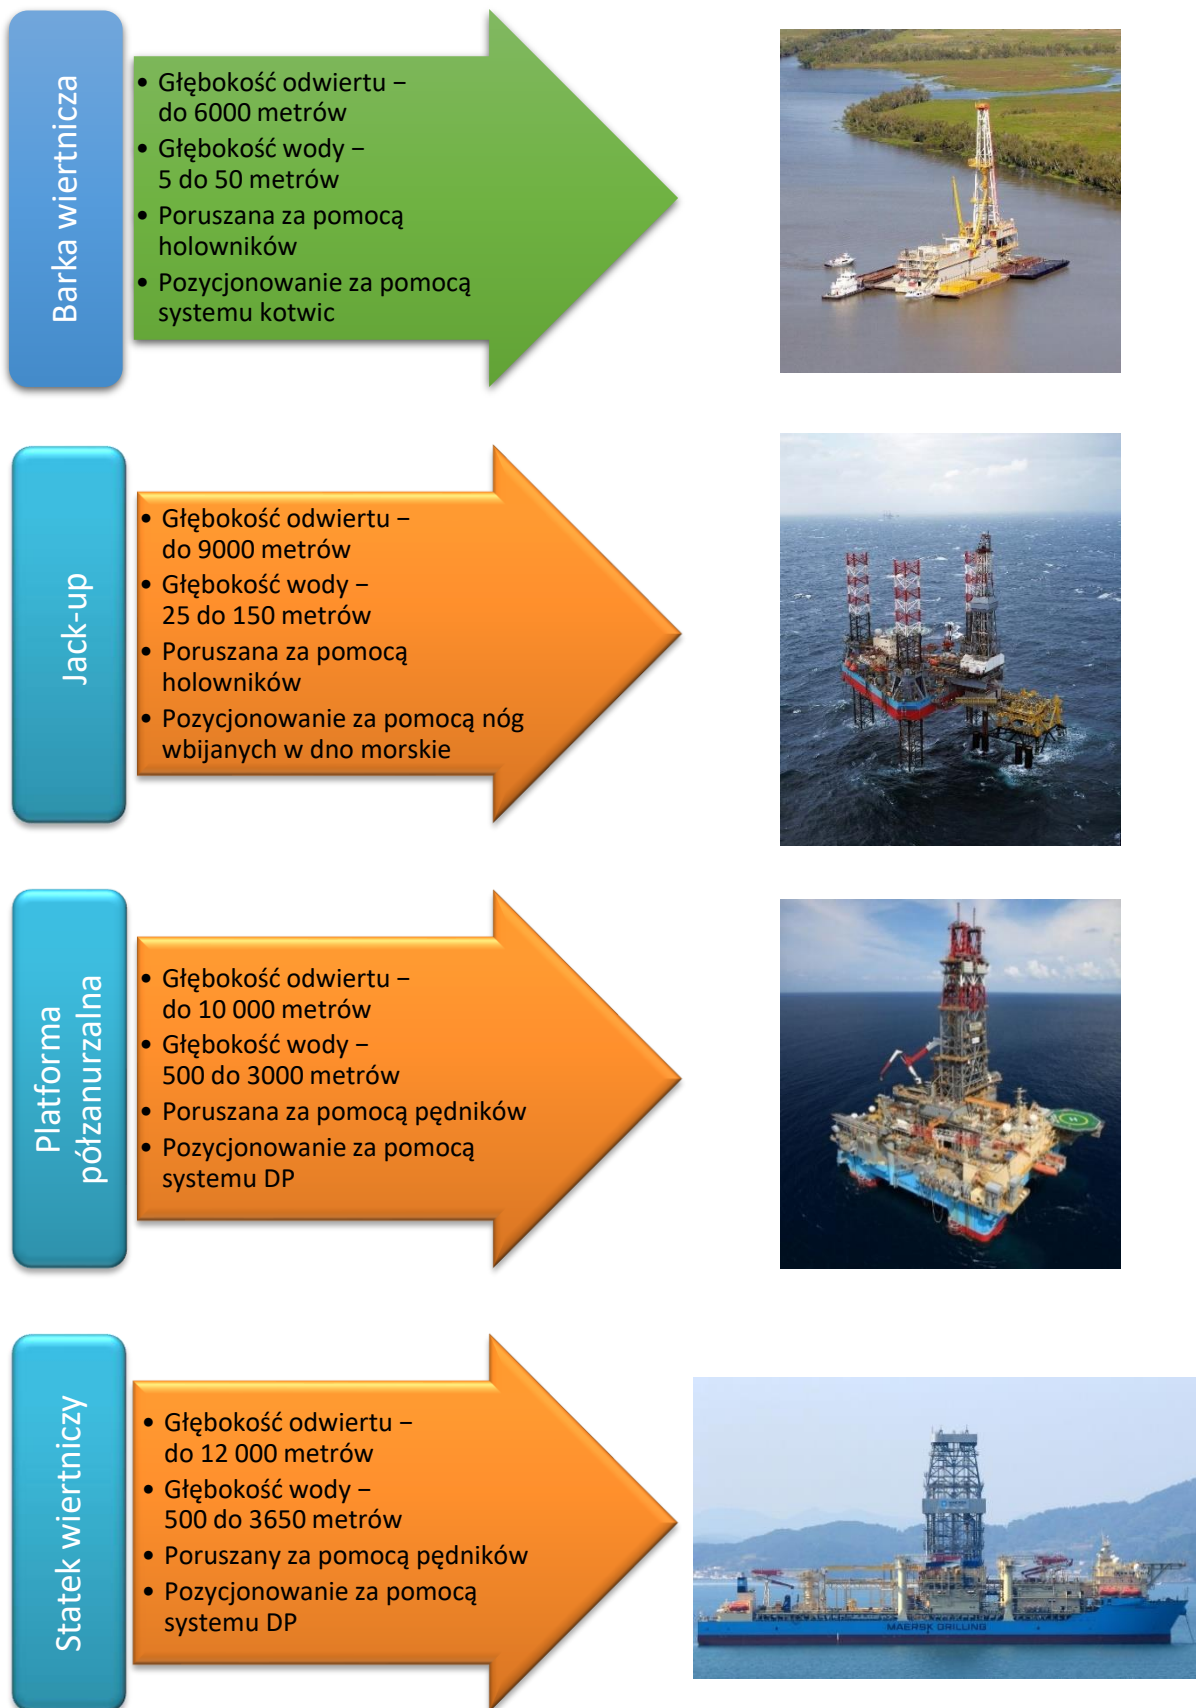 Barka wiertnicza
• Głębokość odwiertu –
do 6000 metrów
• Głębokość wody –
5 do 50 metrów
• Poruszana za pomocą
holowników
• Pozycjonowanie za pomocą
systemu kotwic
Jack-up
• Głębokość odwiertu –
do 9000 metrów
• Głębokość wody –
25 do 150 metrów
• Poruszana za pomocą
holowników
• Pozycjonowanie za pomocą nóg
wbijanych w dno morskie
Platforma
półzanurzalna
• Głębokość odwiertu –
do 10 000 metrów
• Głębokość wody –
500 do 3000 metrów
• Poruszana za pomocą pędników
• Pozycjonowanie za pomocą
systemu DP
H
Statek wiertniczy
• Głębokość odwiertu –
do 12 000 metrów
• Głębokość wody –
500 do 3650 metrów
• Poruszany za pomocą pędników
• Pozycjonowanie za pomocą
systemu DP
MAERSK DRILLING